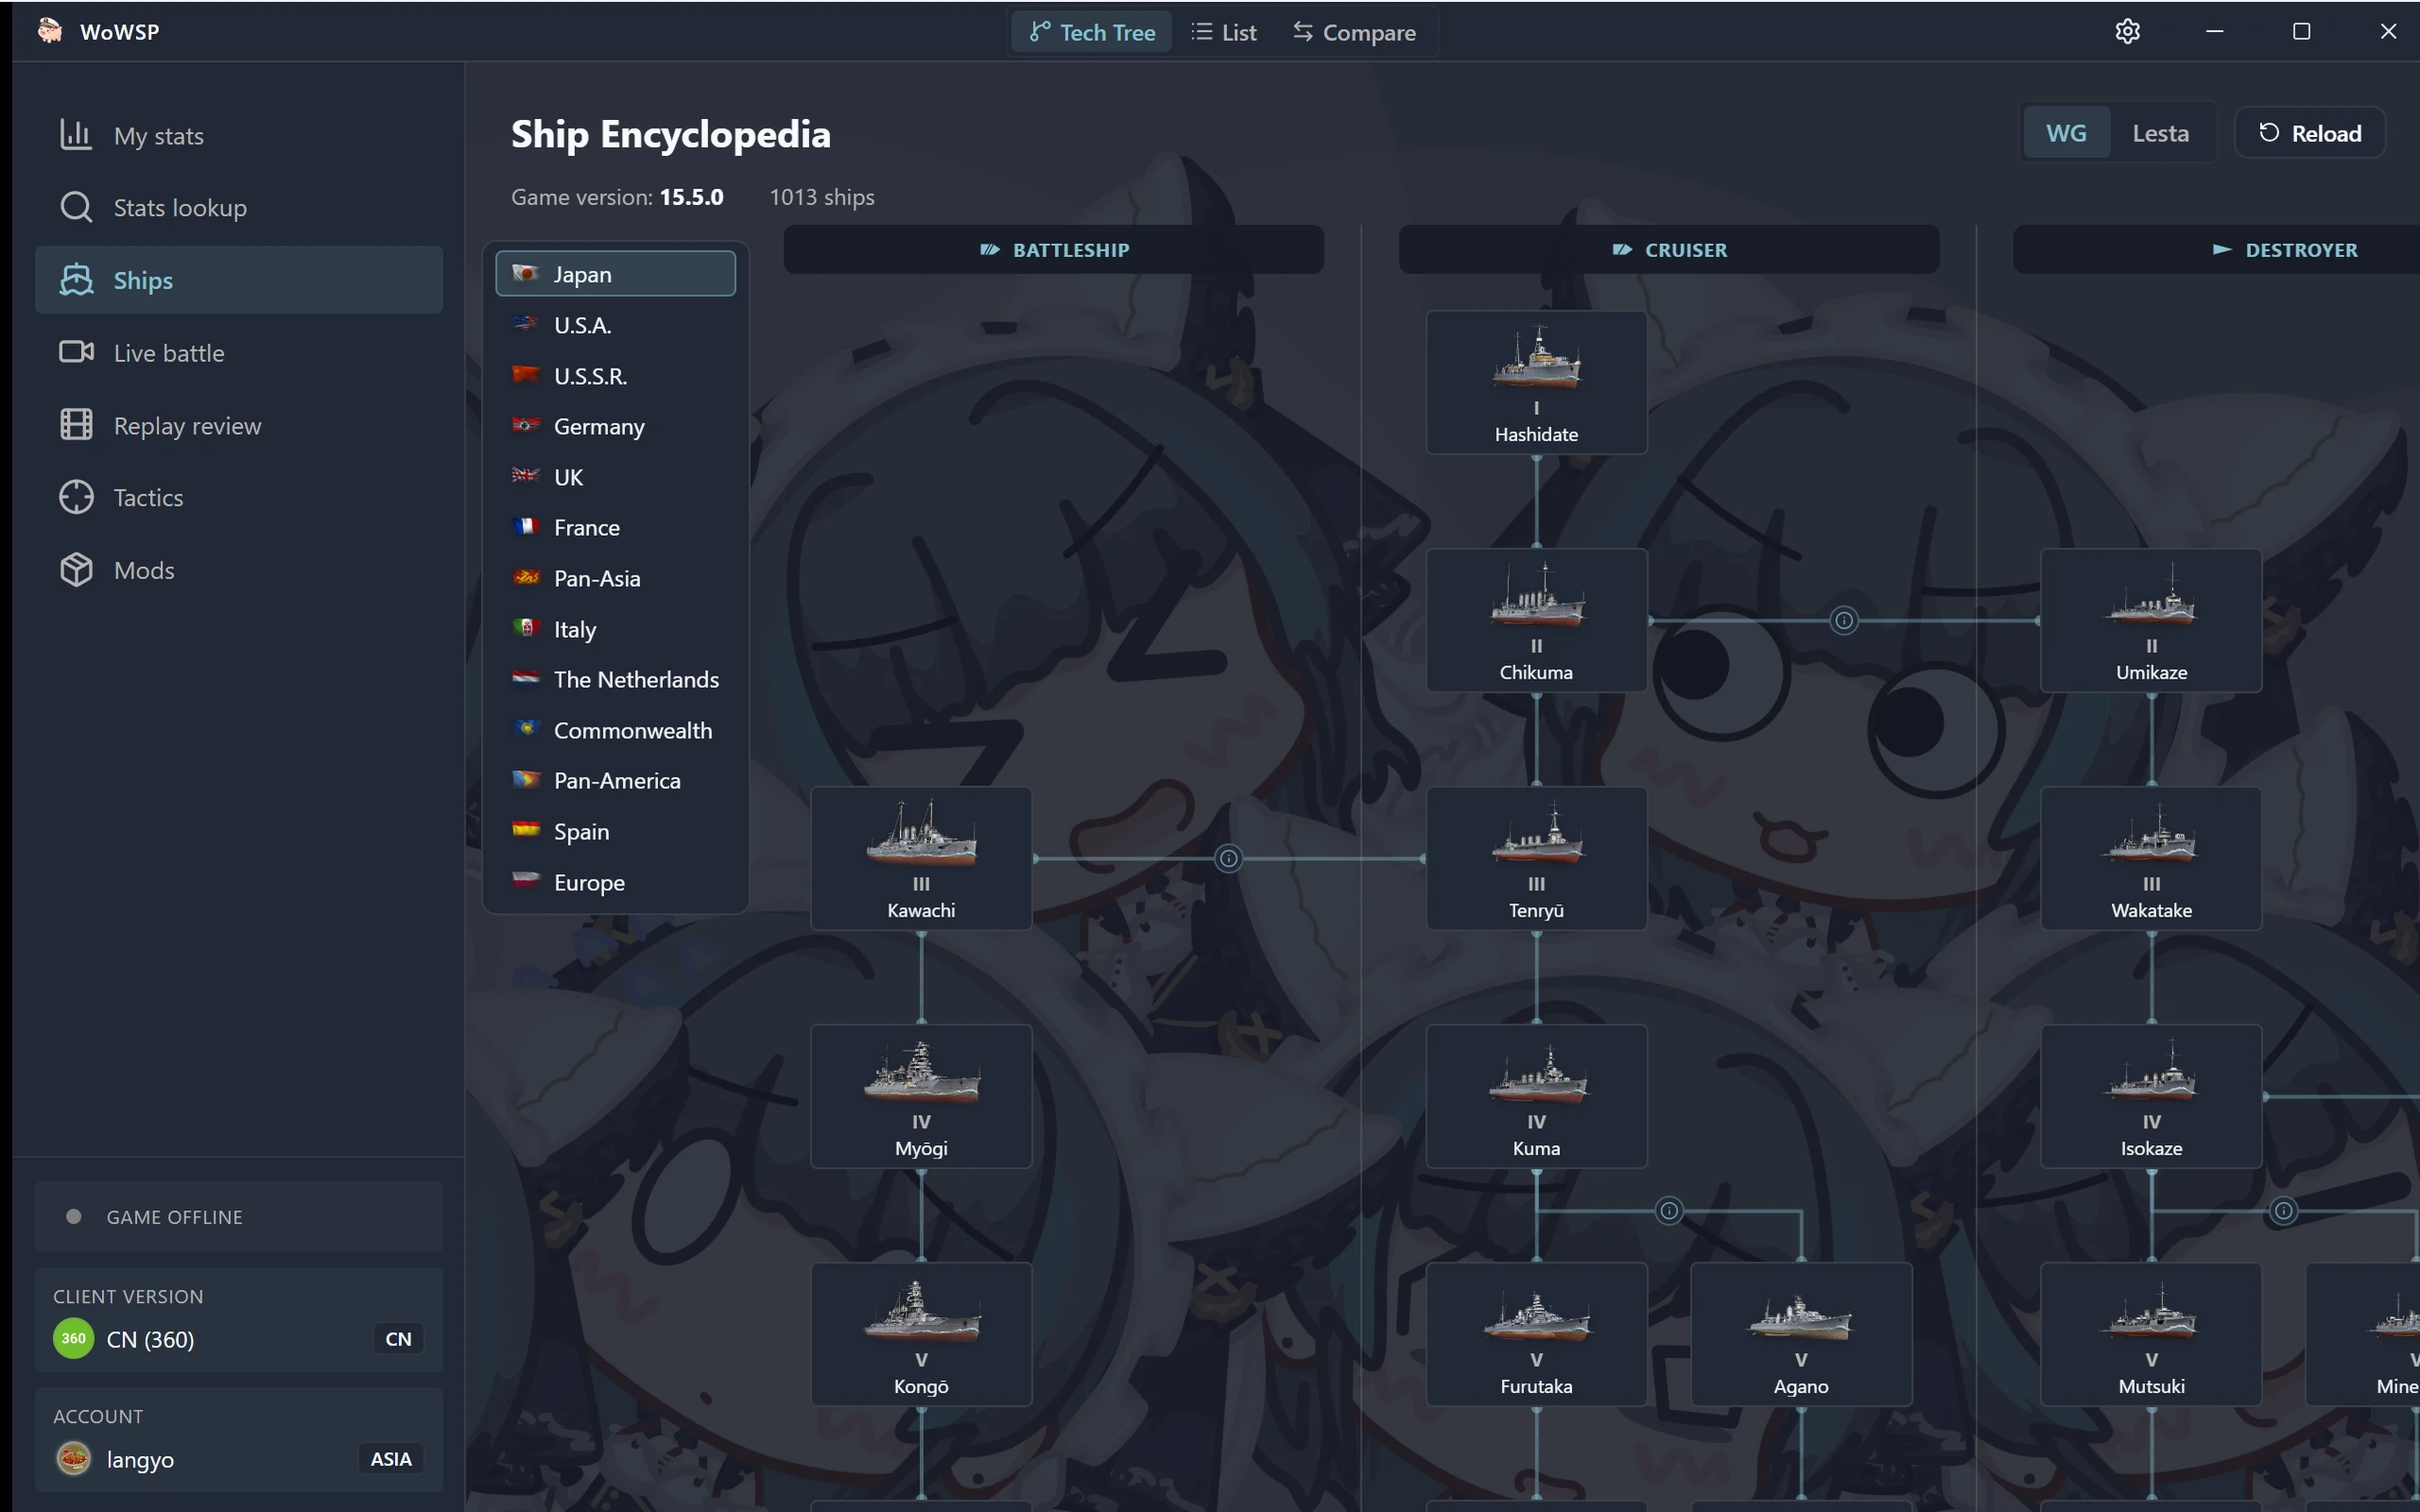 WoWSP
Tech Tree
List
Compare
My stats
Stats lookup
Ships
Live battle
Replay review
Tactics
Mods
GAME OFFLINE
CLIENT VERSION
360
CN (360)
CN
ACCOUNT
langyo
ASIA
Ship Encyclopedia
WG
Lesta
Reload
Game version: 15.5.0
1013 ships
Japan
U.S.A.
U.S.S.R.
Germany
UK
France
Pan-Asia
Italy
The Netherlands
Commonwealth
Pan-America
Spain
Europe
BATTLESHIP
CRUISER
DESTROYER
I
Hashidate
II
Chikuma
II
Umikaze
III
Kawachi
III
Tenryū
III
Wakatake
IV
Myōgi
IV
Kuma
IV
Isokaze
V
Kongō
V
Furutaka
V
Agano
V
Mutsuki
V
Mine